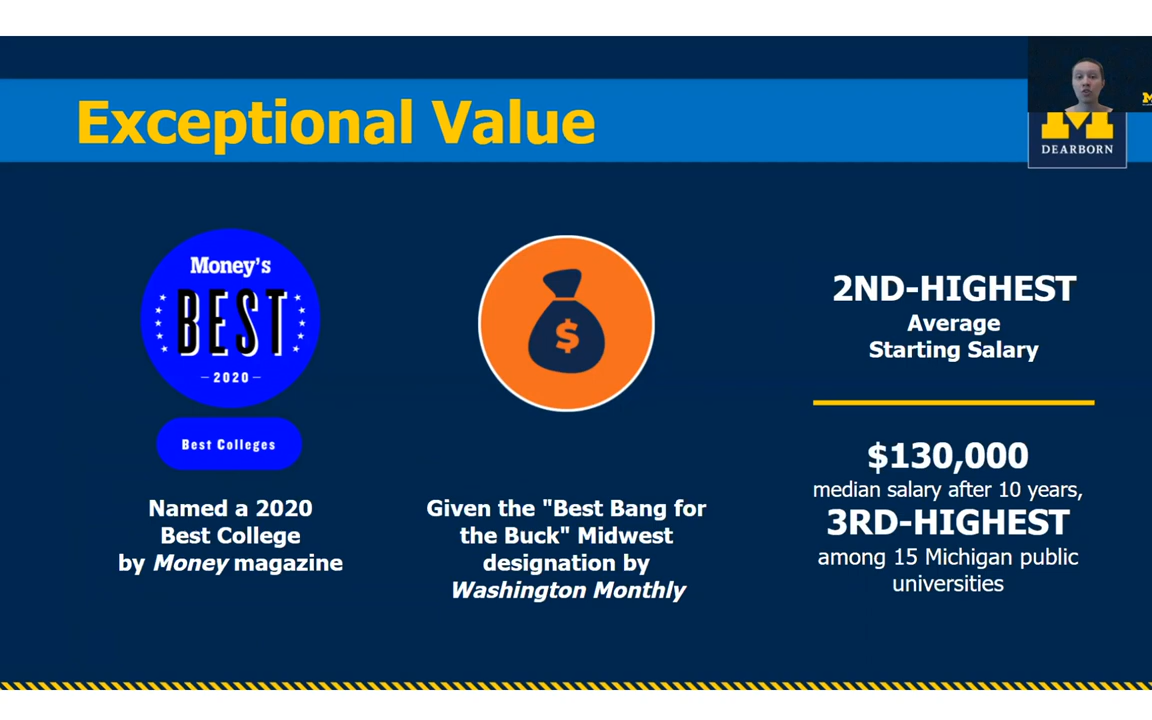 Exceptional Value
M
DEARBORN
Money's
BEST
2020
Best Colleges
Named a 2020
Best College
by Money magazine
$
Given the "Best Bang for
the Buck" Midwest
designation by
Washington Monthly
2ND-HIGHEST
Average
Starting Salary
$130,000
median salary after 10 years,
3RD-HIGHEST
among 15 Michigan public
universities